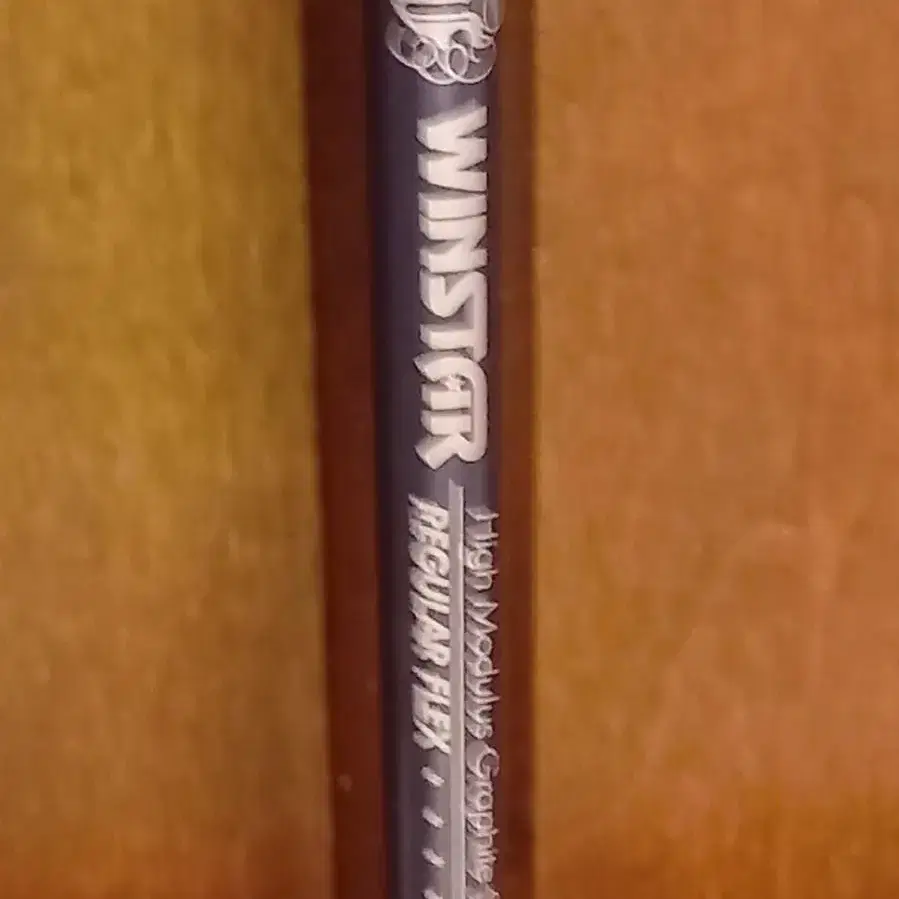 WINSTAR
High Modulus Graphite
REGULAR FLEX